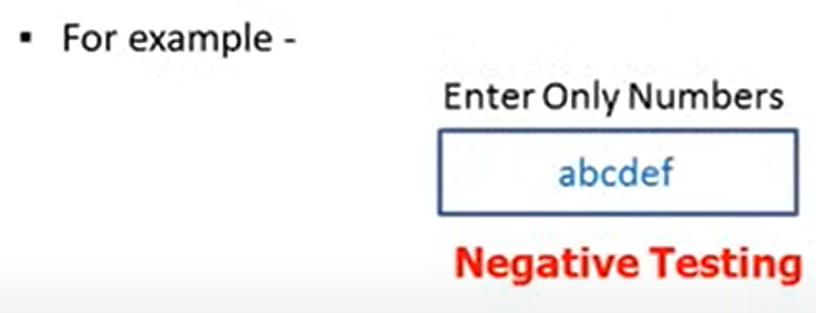 ▪ For example -
Enter Only Numbers
abcdef
Negative Testing